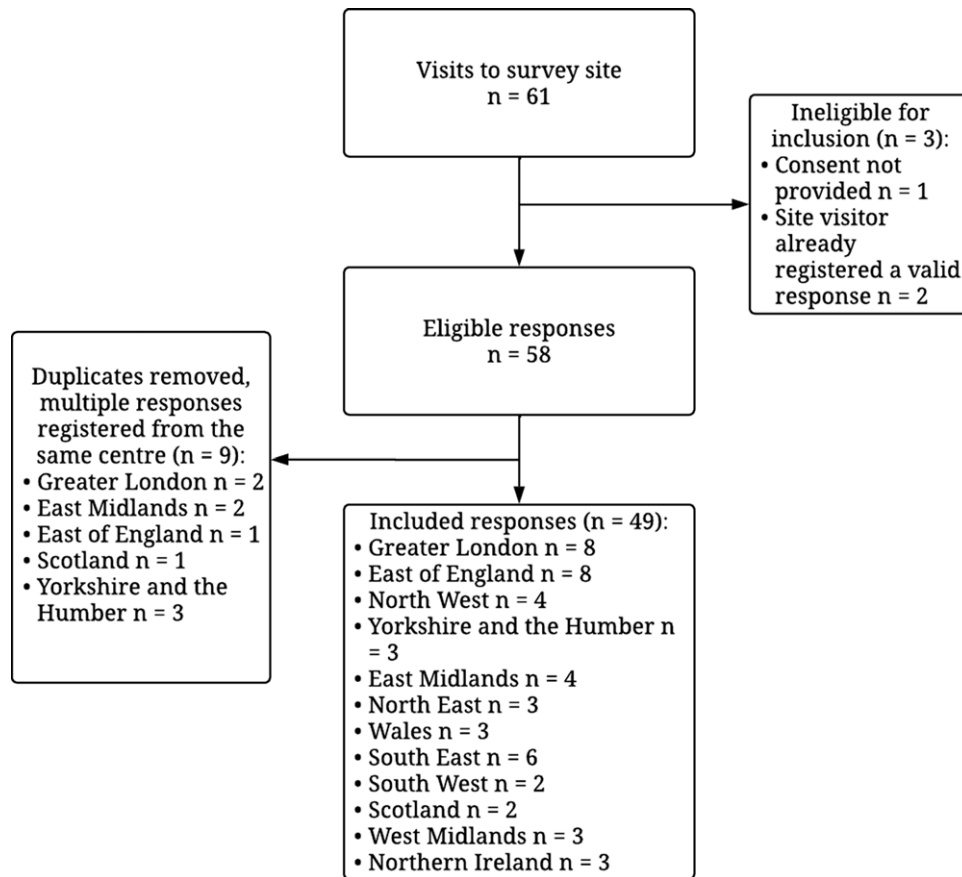 Visits to survey site
n = 61
Ineligible for
inclusion (n = 3):
• Consent not
provided n = 1
• Site visitor
already
registered a valid
response n = 2
Eligible responses
n = 58
Duplicates removed,
multiple responses
registered from the
same centre (n = 9):
• Greater London n = 2
• East Midlands n = 2
• East of England n = 1
• Scotland n = 1
• Yorkshire and the
Humber n = 3
Included responses (n = 49):
• Greater London n = 8
• East of England n = 8
• North West n = 4
• Yorkshire and the Humber n
= 3
• East Midlands n = 4
• North East n = 3
• Wales n = 3
• South East n = 6
• South West n = 2
• Scotland n = 2
• West Midlands n = 3
• Northern Ireland n = 3